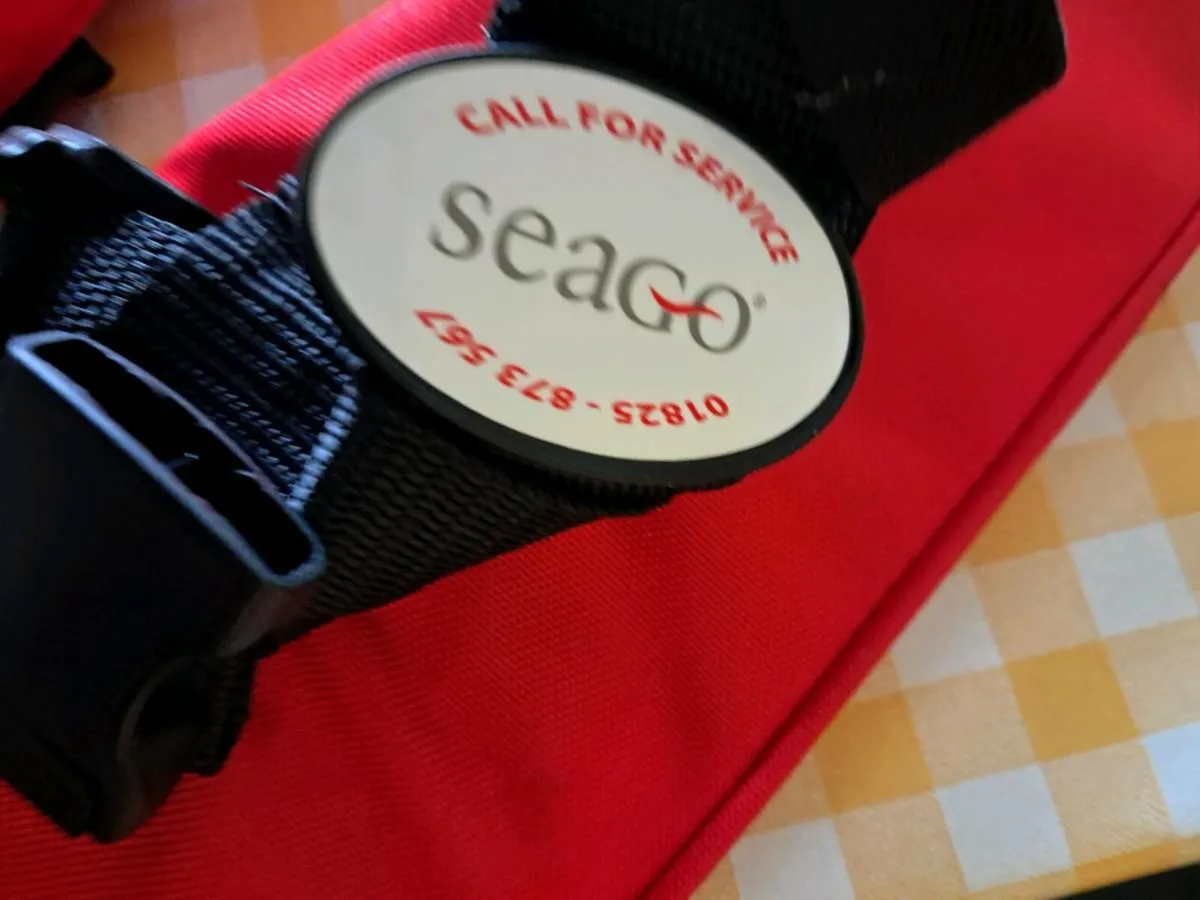 CALL FOR SERVICE
seaGO®
01825 - 873 567